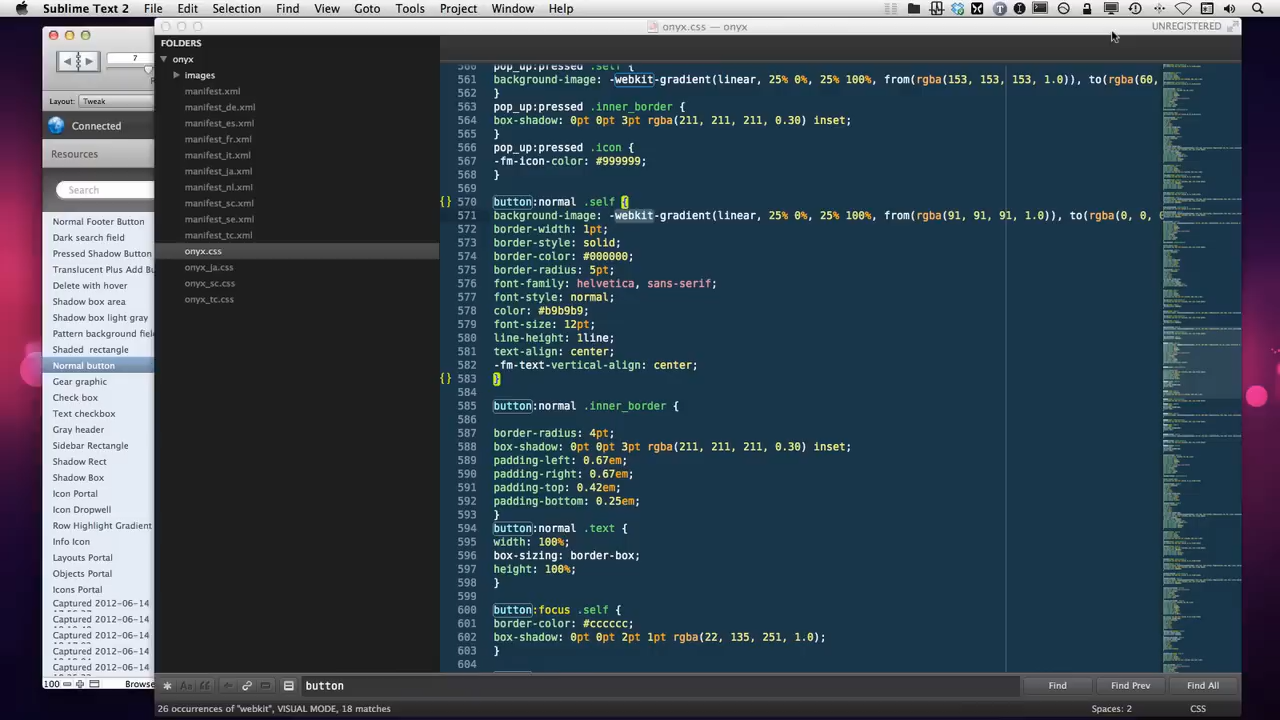 Sublime Text 2 File Edit Selection Find View Goto Tools Project Window Help
onyx.css — onyx
UNREGISTERED
7
Layout: Tweak
Connected
Resources
Search
Normal Footer Button
Dark search field
Pressed Shadow Button
Translucent Plus Add Bu
Delete with hover
Shadow box area
Shadow box light gray
Pattern background field
Shaded rectangle
Normal button
Gear graphic
Check box
Text checkbox
Gray header
Sidebar Rectangle
Shadow Rect
Shadow Box
Icon Portal
Icon Dropwell
Row Highlight Gradient
Info Icon
Layouts Portal
Objects Portal
Icons Portal
Captured 2012-06-14
Captured 2012-06-14
Captured 2012-06-14
Captured 2012-06-14
Captured 2012-06-14
100
Browse
FOLDERS
onyx
images
manifest.xml
manifest_de.xml
manifest_es.xml
manifest_fr.xml
manifest_it.xml
manifest_ja.xml
manifest_nl.xml
manifest_sc.xml
manifest_se.xml
manifest_tc.xml
onyx.css
onyx_ja.css
onyx_sc.css
onyx_tc.css
560 pop_up:pressed .self {
561 background-image: -webkit-gradient(linear, 25% 0%, 25% 100%, from(rgba(153, 153, 153, 1.0)), to(rgba(60,
562
563 pop_up:pressed .inner_border {
564 box-shadow: 0pt 0pt 3pt rgba(211, 211, 211, 0.30) inset;
565 }
566 pop_up:pressed .icon {
567 -fm-icon-color: #999999;
568 }
569
{} 570 button:normal .self {
-webkit-gradient(linear, 25% 0%, 25% 100%, from(rgba(91, 91, 91, 1.0)), to(rgba(0, 0, 0
1pt;
573 border-style: solid;
574 border-color: #000000;
575 border-radius: 5pt;
576 font-family: helvetica, sans-serif;
577 font-style: normal;
578 color: #b9b9b9;
579 font-size: 12pt;
580 line-height: 1line;
581 text-align: center;
582 -fm-text-vertical-align: center;
{} 583 }
584
585 button:normal .inner_border {
586
587 border-radius: 4pt;
588 box-shadow: 0pt 0pt 3pt rgba(211, 211, 211, 0.30) inset;
589 padding-left: 0.67em;
590 padding-right: 0.67em;
591 padding-top: 0.42em;
592 padding-bottom: 0.25em;
593 }
594 button:normal .text {
595 width: 100%;
596 box-sizing: border-box;
597 height: 100%;
598 }
599
600 button:focus .self {
601 border-color: #cccccc;
602 box-shadow: 0pt 0pt 2pt 1pt rgba(22, 135, 251, 1.0);
603 }
604
button
Find Find Prev Find All
26 occurrences of "webkit", VISUAL MODE, 18 matches
Spaces: 2 CSS